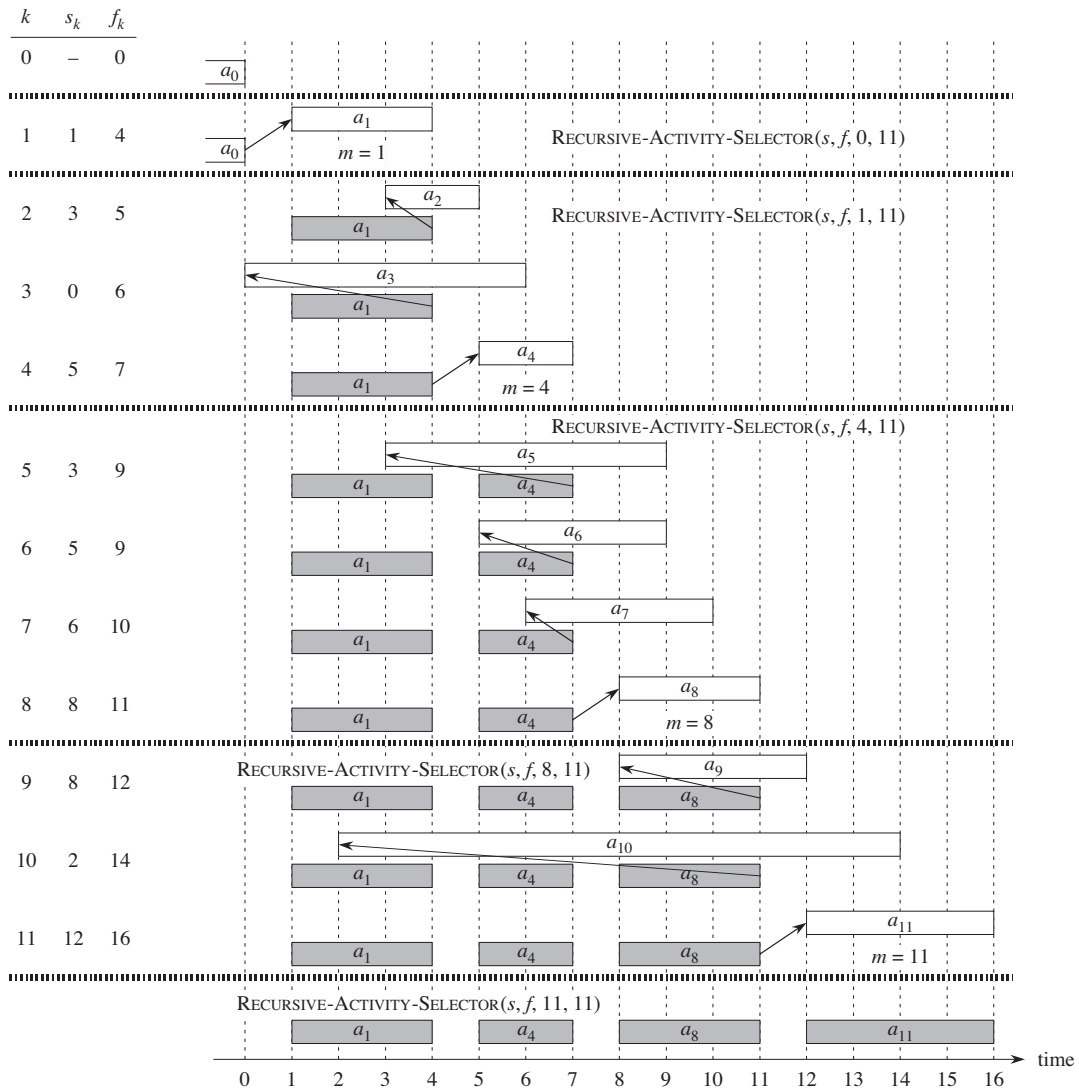 k s_k f_k
0 – 0
a_0
1 1 4
a_1
a_0
m = 1
RECURSIVE-ACTIVITY-SELECTOR(s, f, 0, 11)
2 3 5
a_2
a_1
RECURSIVE-ACTIVITY-SELECTOR(s, f, 1, 11)
3 0 6
a_3
a_1
4 5 7
a_4
a_1
m = 4
RECURSIVE-ACTIVITY-SELECTOR(s, f, 4, 11)
5 3 9
a_5
a_1 a_4
6 5 9
a_6
a_1 a_4
7 6 10
a_7
a_1 a_4
8 8 11
a_8
a_1 a_4
m = 8
RECURSIVE-ACTIVITY-SELECTOR(s, f, 8, 11)
9 8 12
a_9
a_1 a_4 a_8
10 2 14
a_10
a_1 a_4 a_8
11 12 16
a_11
a_1 a_4 a_8
m = 11
RECURSIVE-ACTIVITY-SELECTOR(s, f, 11, 11)
a_1 a_4 a_8 a_11
time
0 1 2 3 4 5 6 7 8 9 10 11 12 13 14 15 16